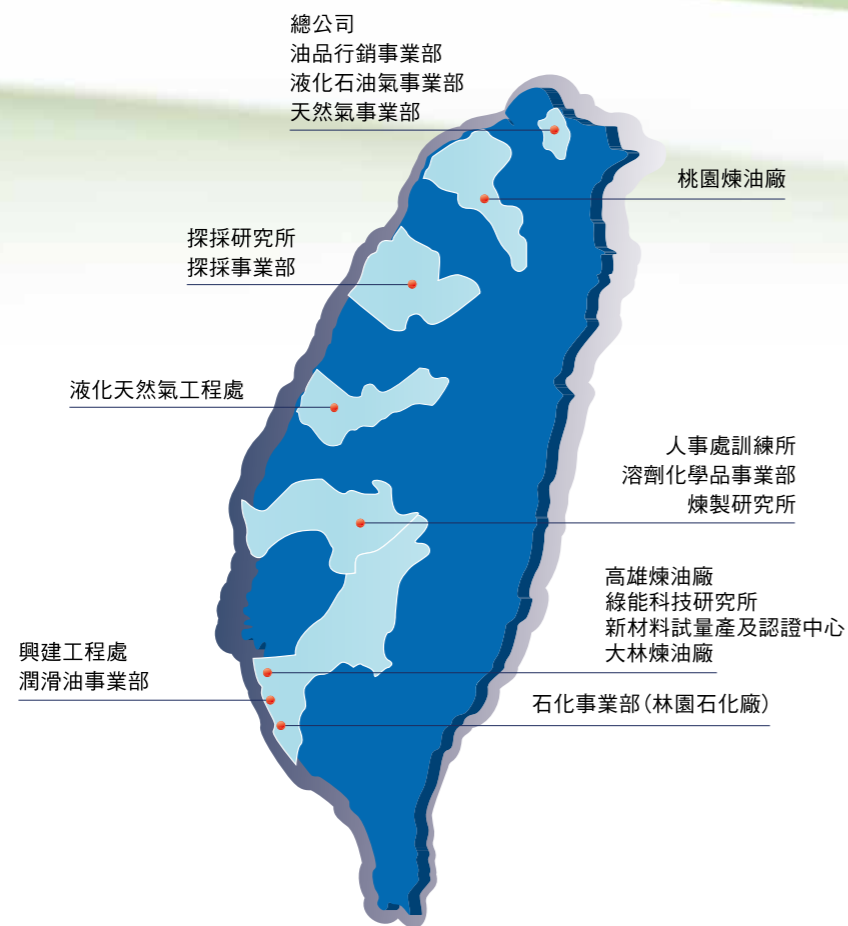 總公司
油品行銷事業部
液化石油氣事業部
天然氣事業部
桃園煉油廠
探採研究所
探採事業部
液化天然氣工程處
人事處訓練所
溶劑化學品事業部
煉製研究所
高雄煉油廠
綠能科技研究所
新材料試量產及認證中心
大林煉油廠
興建工程處
潤滑油事業部
石化事業部(林園石化廠)